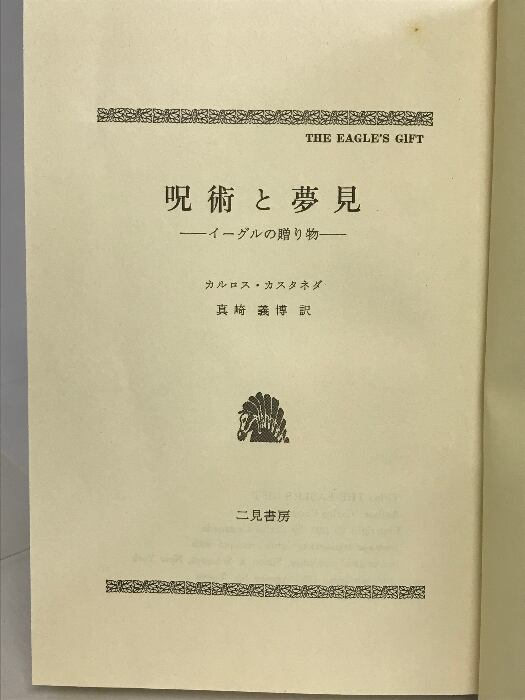 THE EAGLE'S GIFT
呪術と夢見
――イーグルの贈り物――
カルロス・カスタネダ
真崎 義博 訳
二見書房